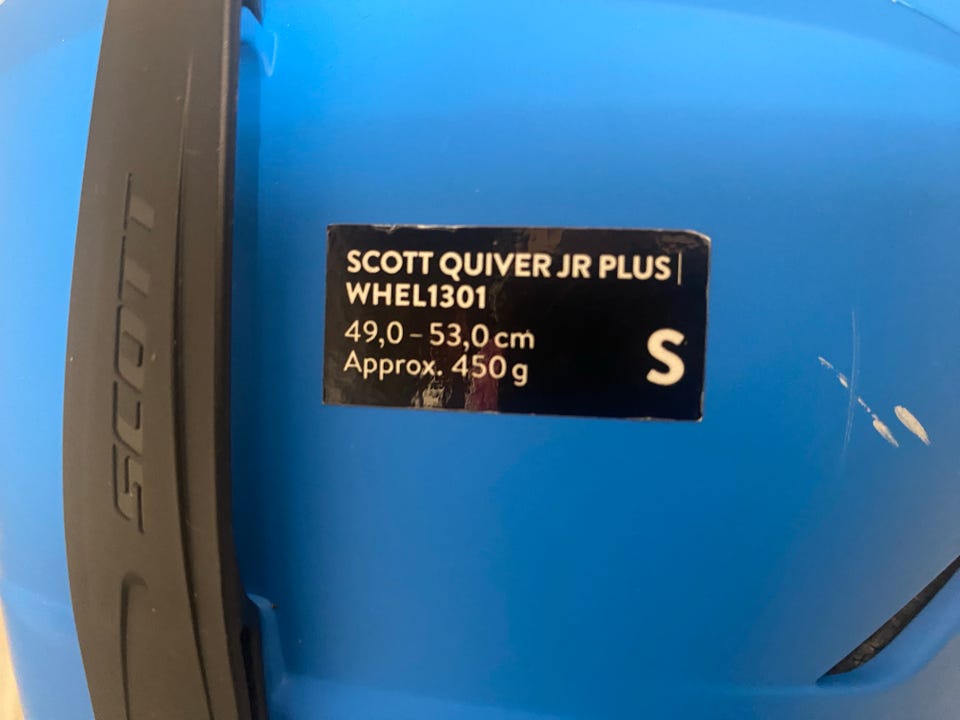 SCOTT
SCOTT QUIVER JR PLUS |
WHEL1301
49,0 – 53,0 cm
Approx. 450 g
S